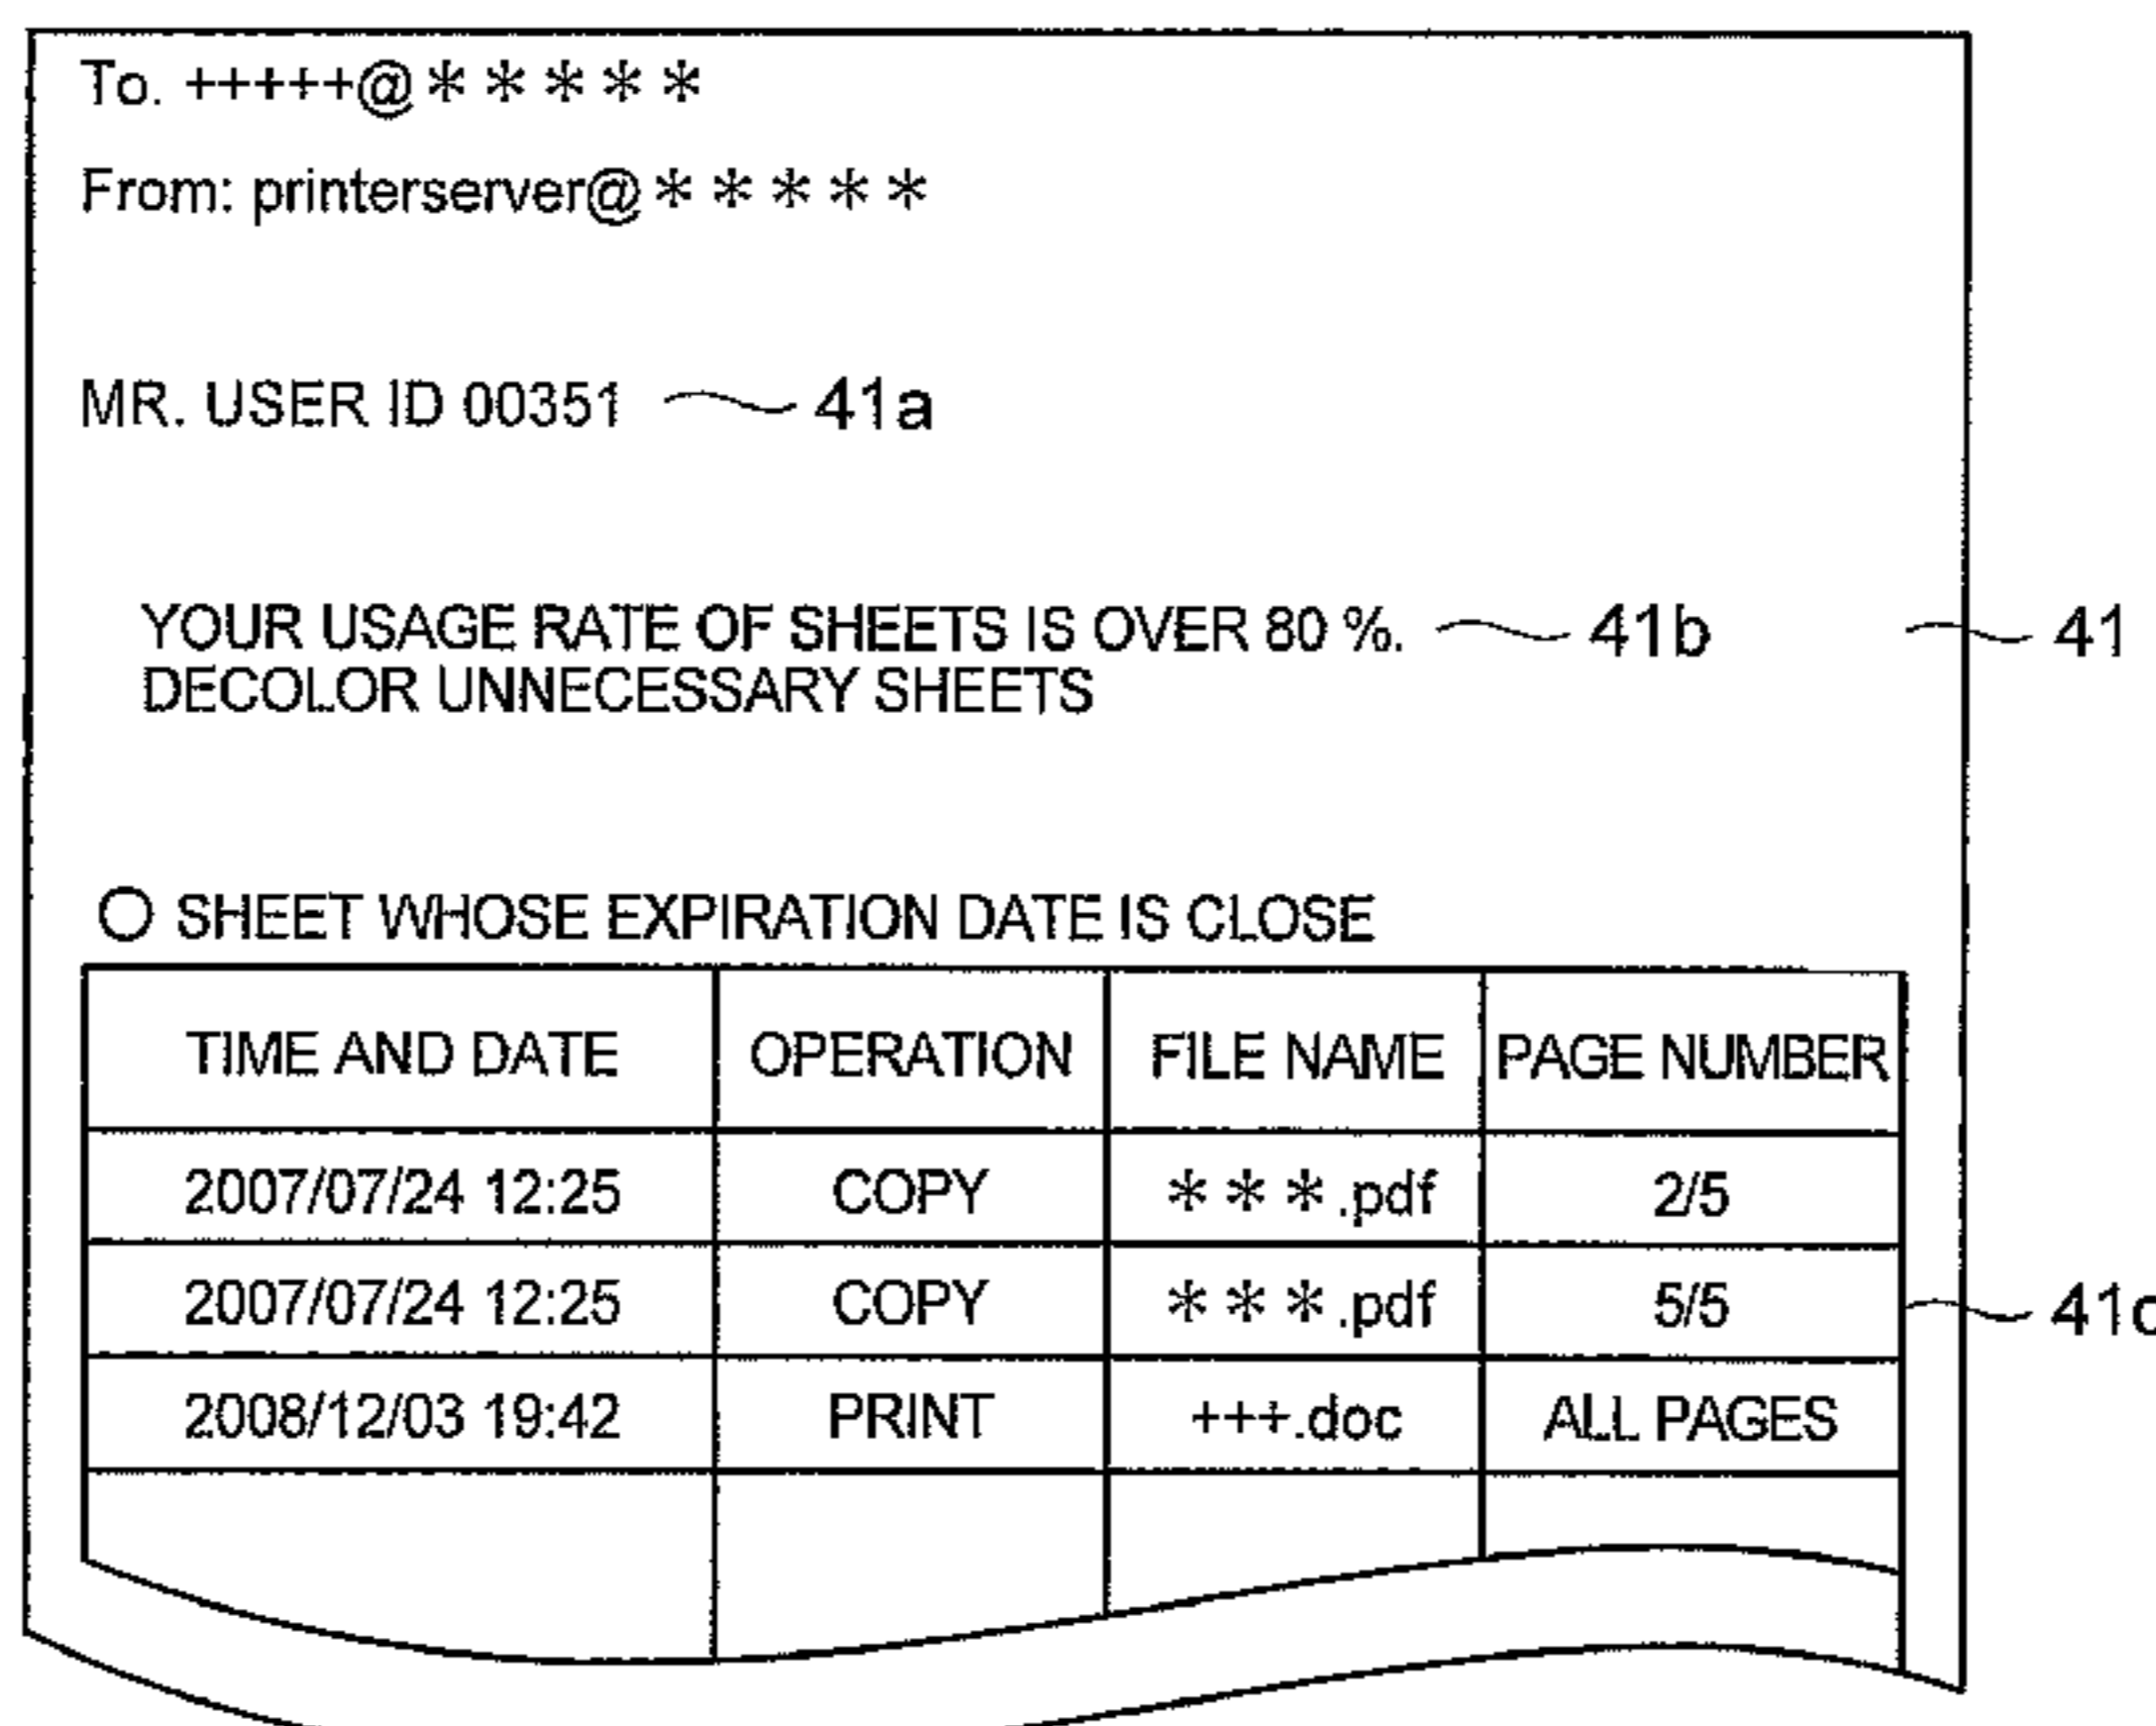 To. +++++@*****
From: printerserver@*****
MR. USER ID 00351 41a
YOUR USAGE RATE OF SHEETS IS OVER 80 %. 41b 41
DECOLOR UNNECESSARY SHEETS
○ SHEET WHOSE EXPIRATION DATE IS CLOSE
TIME AND DATE OPERATION FILE NAME PAGE NUMBER
2007/07/24 12:25 COPY ***.pdf 2/5
2007/07/24 12:25 COPY ***.pdf 5/5 41c
2008/12/03 19:42 PRINT +++.doc ALL PAGES